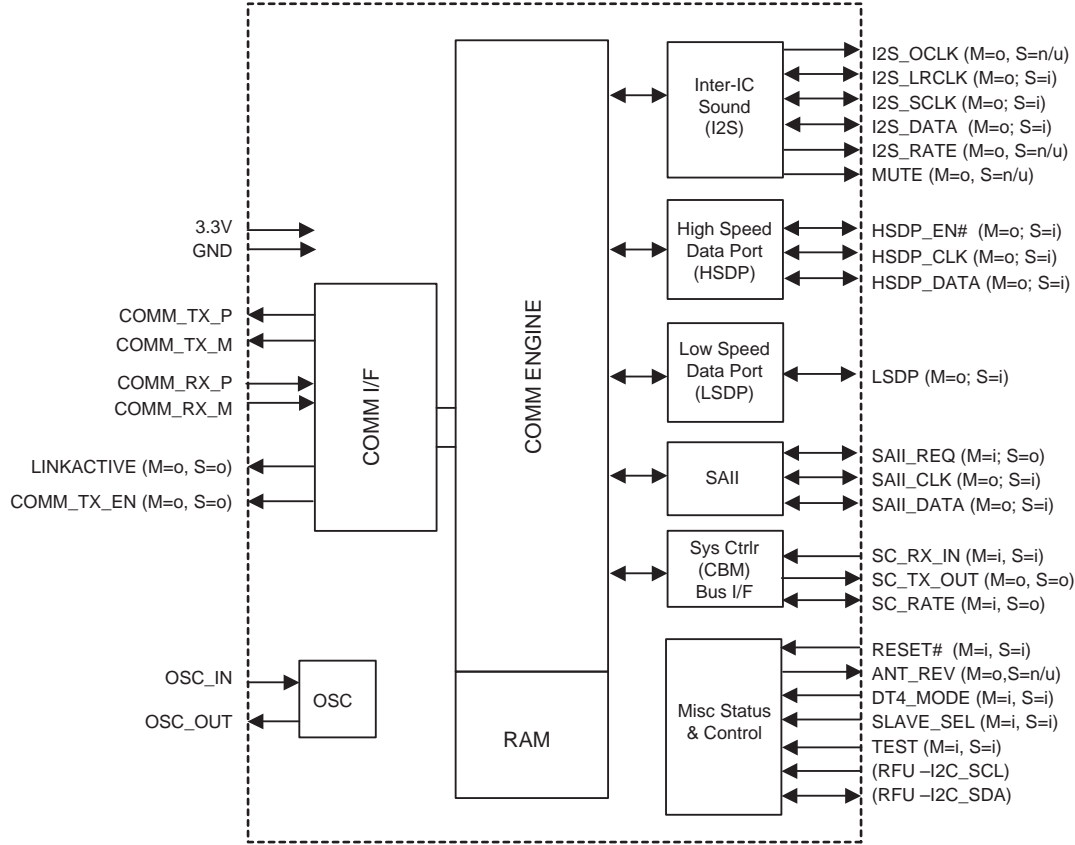 3.3V
GND
COMM_TX_P
COMM_TX_M
COMM_RX_P
COMM_RX_M
LINKACTIVE (M=o, S=o)
COMM_TX_EN (M=o, S=o)
OSC_IN
OSC_OUT
OSC
COMM I/F
COMM ENGINE
RAM
Inter-IC
Sound
(I2S)
High Speed
Data Port
(HSDP)
Low Speed
Data Port
(LSDP)
SAII
Sys Ctrlr
(CBM)
Bus I/F
Misc Status
& Control
I2S_OCLK (M=o, S=n/u)
I2S_LRCLK (M=o; S=i)
I2S_SCLK (M=o; S=i)
I2S_DATA (M=o; S=i)
I2S_RATE (M=o, S=n/u)
MUTE (M=o, S=n/u)
HSDP_EN# (M=o; S=i)
HSDP_CLK (M=o; S=i)
HSDP_DATA (M=o; S=i)
LSDP (M=o; S=i)
SAII_REQ (M=i; S=o)
SAII_CLK (M=o; S=i)
SAII_DATA (M=o; S=i)
SC_RX_IN (M=i, S=i)
SC_TX_OUT (M=o, S=o)
SC_RATE (M=i, S=o)
RESET# (M=i, S=i)
ANT_REV (M=o,S=n/u)
DT4_MODE (M=i, S=i)
SLAVE_SEL (M=i, S=i)
TEST (M=i, S=i)
(RFU –I2C_SCL)
(RFU –I2C_SDA)